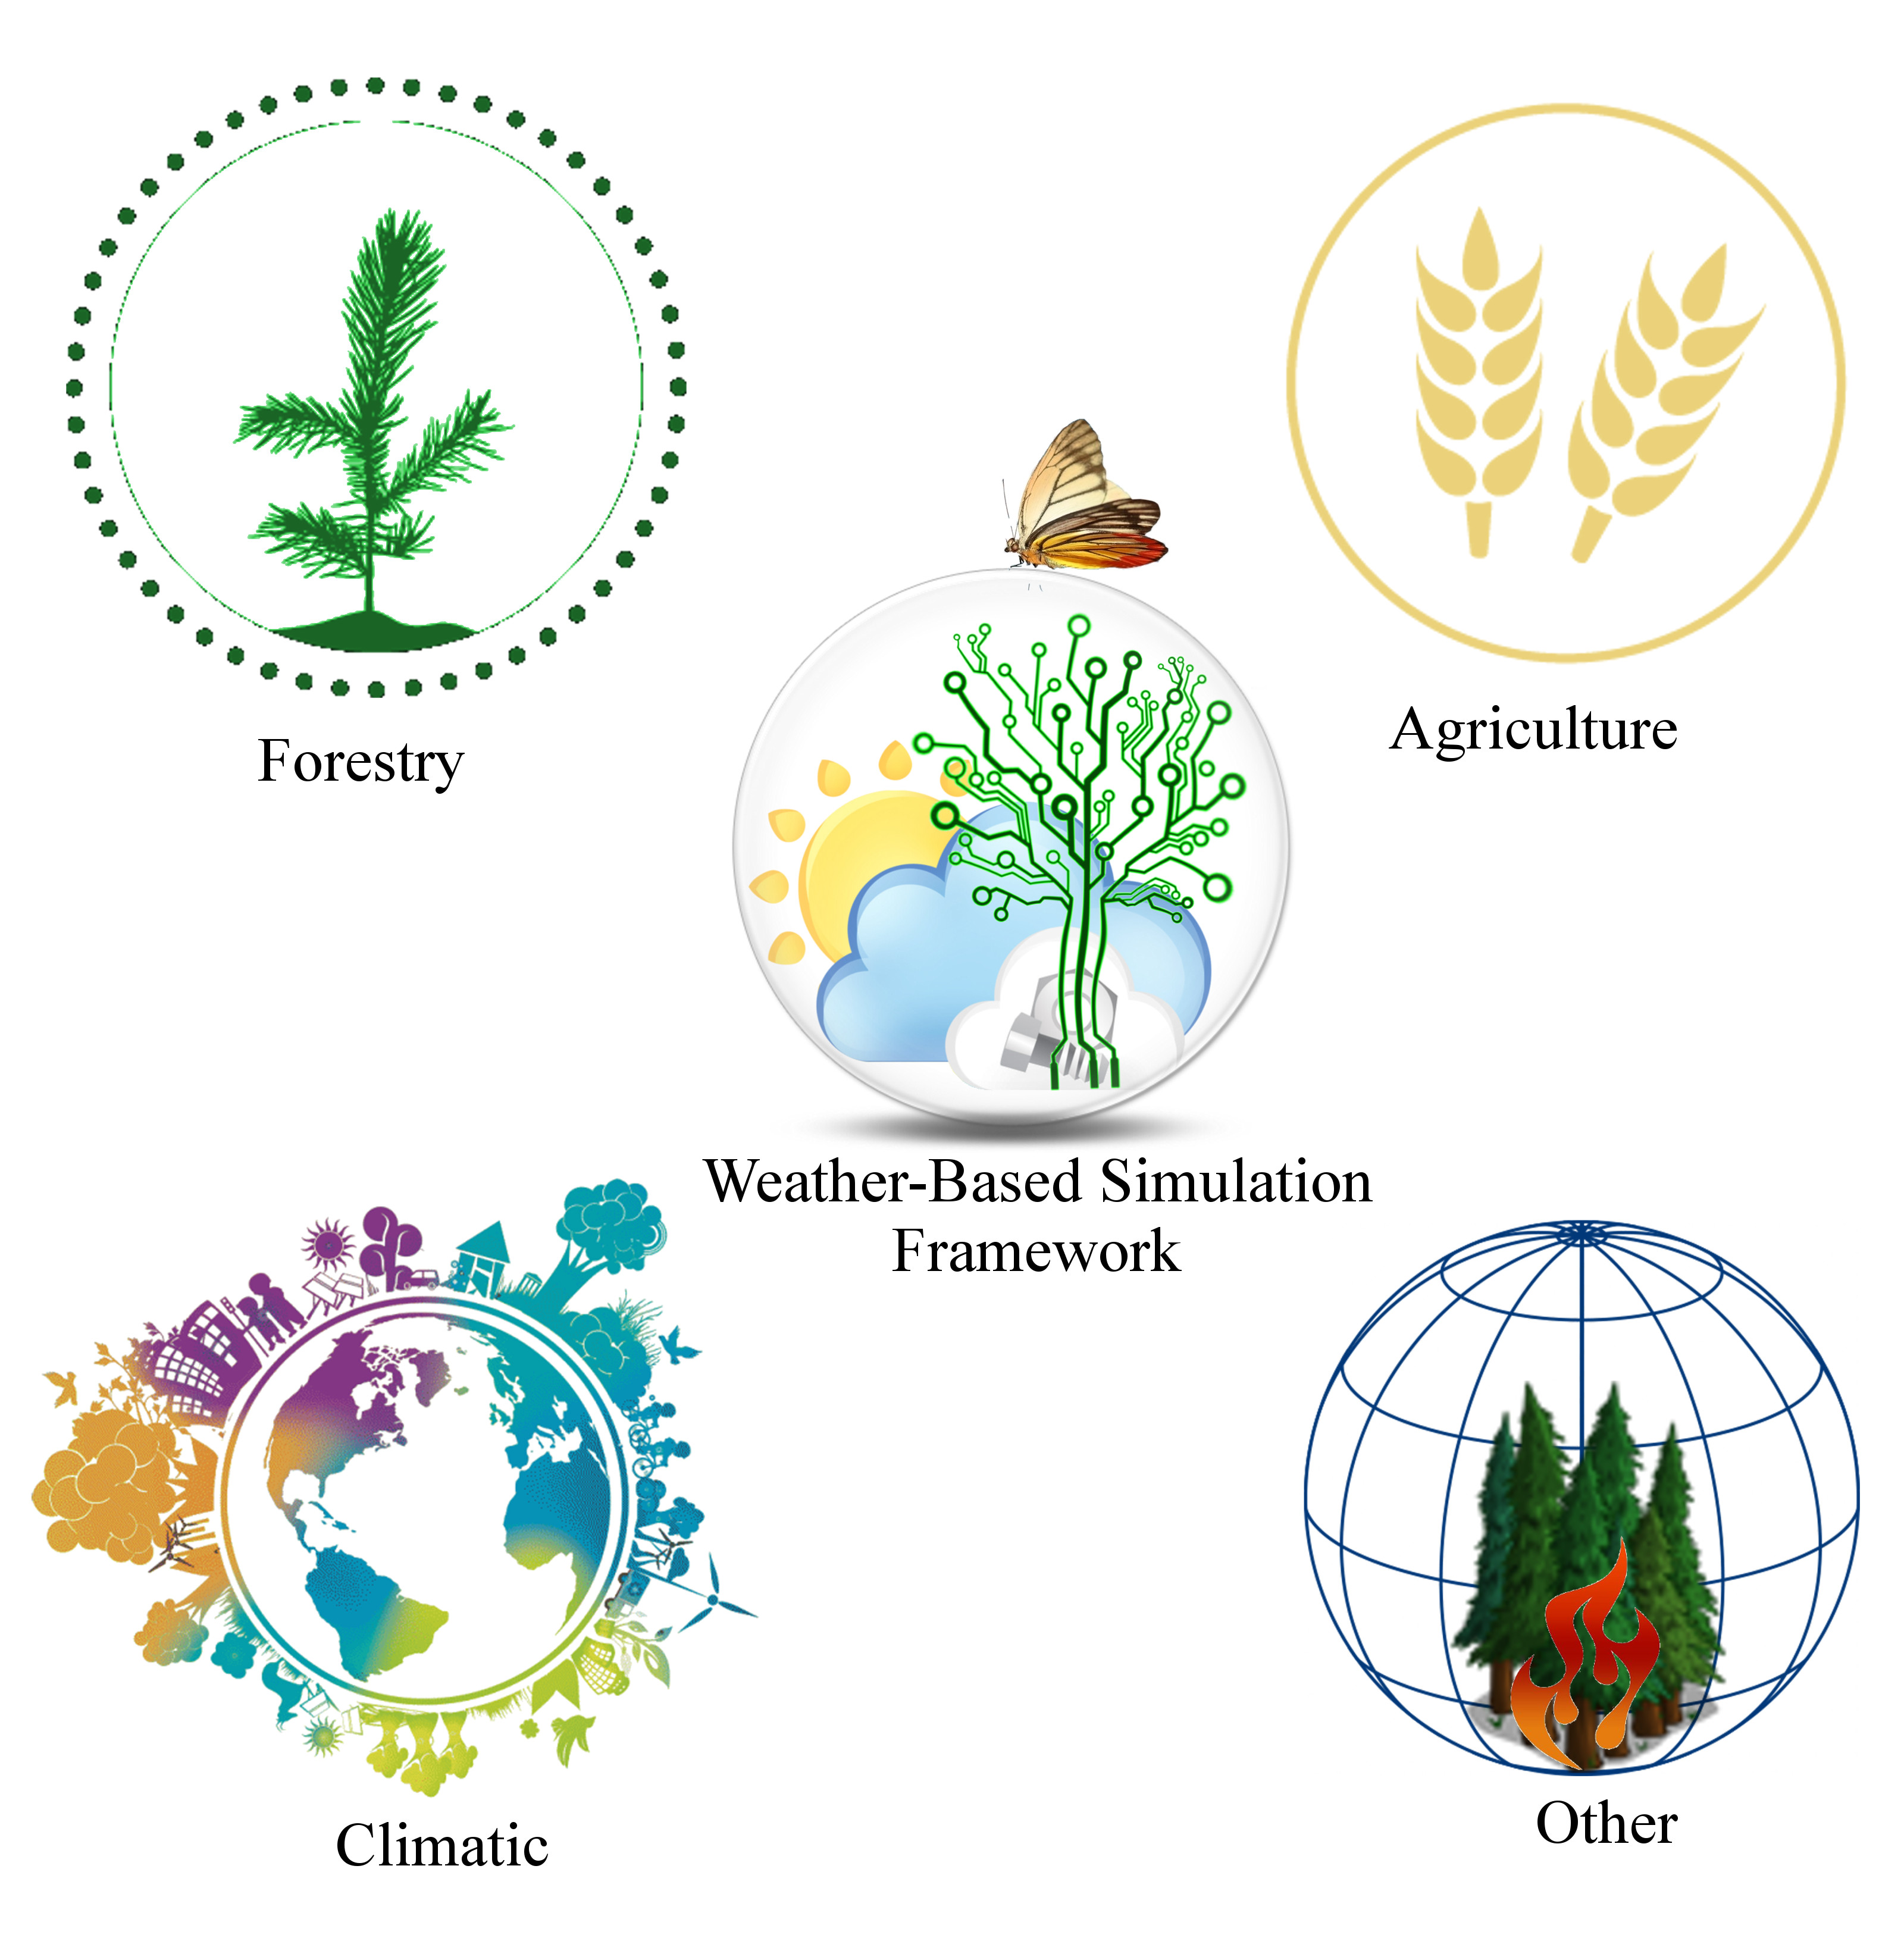 Forestry
Agriculture
Weather-Based Simulation
Framework
Climatic
Other